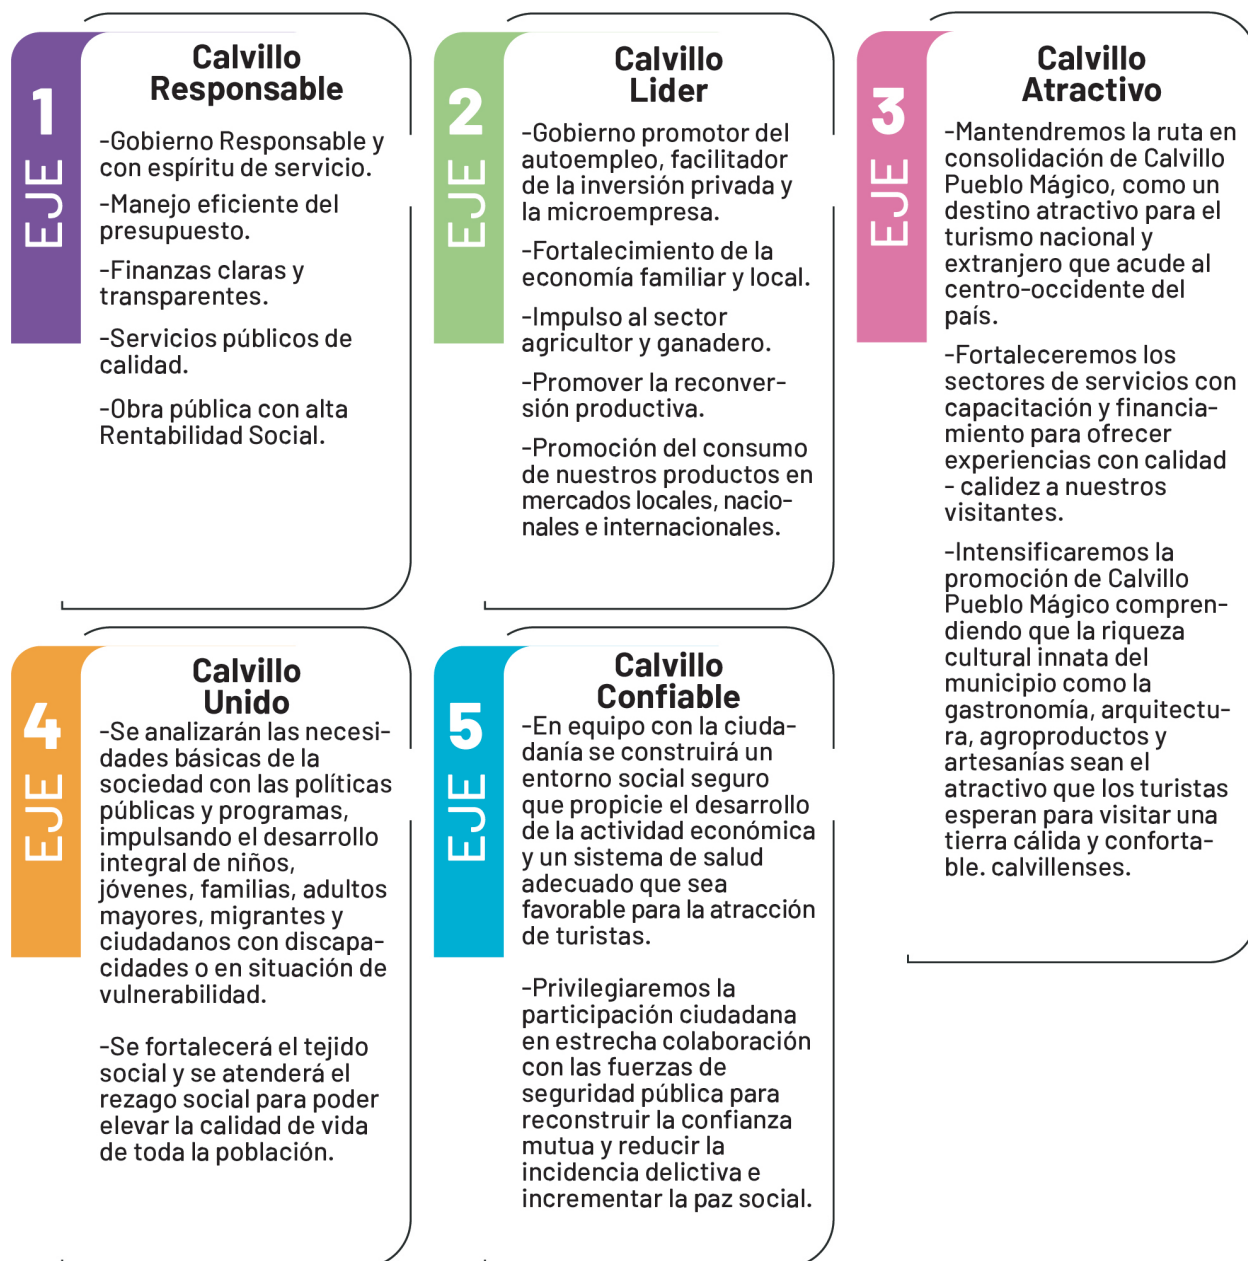 EJE 1
Calvillo
Responsable
-Gobierno Responsable y
con espíritu de servicio.
-Manejo eficiente del
presupuesto.
-Finanzas claras y
transparentes.
-Servicios públicos de
calidad.
-Obra pública con alta
Rentabilidad Social.
EJE 2
Calvillo
Lider
-Gobierno promotor del
autoempleo, facilitador
de la inversión privada y
la microempresa.
-Fortalecimiento de la
economía familiar y local.
-Impulso al sector
agricultor y ganadero.
-Promover la reconver-
sión productiva.
-Promoción del consumo
de nuestros productos en
mercados locales, nacio-
nales e internacionales.
EJE 3
Calvillo
Atractivo
-Mantendremos la ruta en
consolidación de Calvillo
Pueblo Mágico, como un
destino atractivo para el
turismo nacional y
extranjero que acude al
centro-occidente del
país.
-Fortaleceremos los
sectores de servicios con
capacitación y financia-
miento para ofrecer
experiencias con calidad
- calidez a nuestros
visitantes.
-Intensificaremos la
promoción de Calvillo
Pueblo Mágico compren-
diendo que la riqueza
cultural innata del
municipio como la
gastronomía, arquitectu-
ra, agroproductos y
artesanías sean el
atractivo que los turistas
esperan para visitar una
tierra cálida y conforta-
ble. calvillenses.
EJE 4
Calvillo
Unido
-Se analizarán las necesi-
dades básicas de la
sociedad con las políticas
públicas y programas,
impulsando el desarrollo
integral de niños,
jóvenes, familias, adultos
mayores, migrantes y
ciudadanos con discapa-
cidades o en situación de
vulnerabilidad.
-Se fortalecerá el tejido
social y se atenderá el
rezago social para poder
elevar la calidad de vida
de toda la población.
EJE 5
Calvillo
Confiable
-En equipo con la ciuda-
danía se construirá un
entorno social seguro
que propicie el desarrollo
de la actividad económica
y un sistema de salud
adecuado que sea
favorable para la atracción
de turistas.
-Privilegiaremos la
participación ciudadana
en estrecha colaboración
con las fuerzas de
seguridad pública para
reconstruir la confianza
mutua y reducir la
incidencia delictiva e
incrementar la paz social.